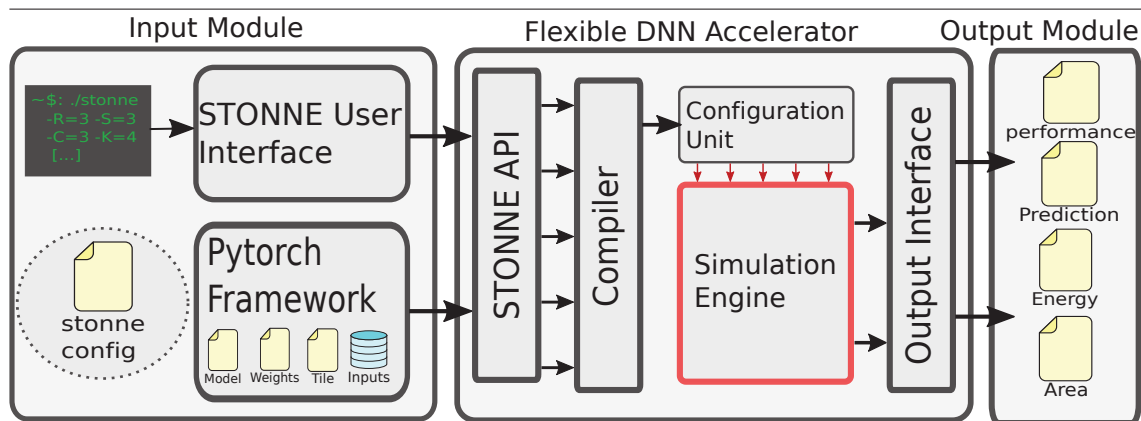 Input Module
~$: ./stonne
-R=3 -S=3
-C=3 -K=4
[...]
STONNE User
Interface
stonne
config
Pytorch
Framework
Model
Weights
Tile
Inputs
Flexible DNN Accelerator
STONNE API
Compiler
Configuration
Unit
Simulation
Engine
Output Interface
Output Module
performance
Prediction
Energy
Area